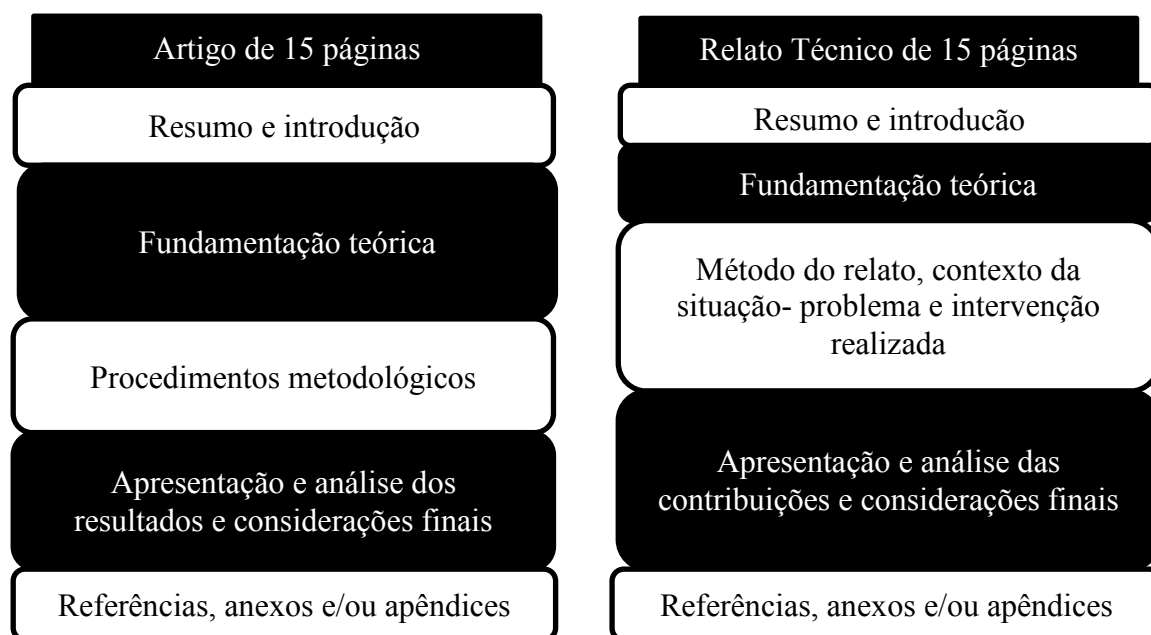 Artigo de 15 páginas
Resumo e introdução
Fundamentação teórica
Procedimentos metodológicos
Apresentação e análise dos
resultados e considerações finais
Referências, anexos e/ou apêndices
Relato Técnico de 15 páginas
Resumo e introducão
Fundamentação teórica
Método do relato, contexto da
situação- problema e intervenção
realizada
Apresentação e análise das
contribuições e considerações finais
Referências, anexos e/ou apêndices